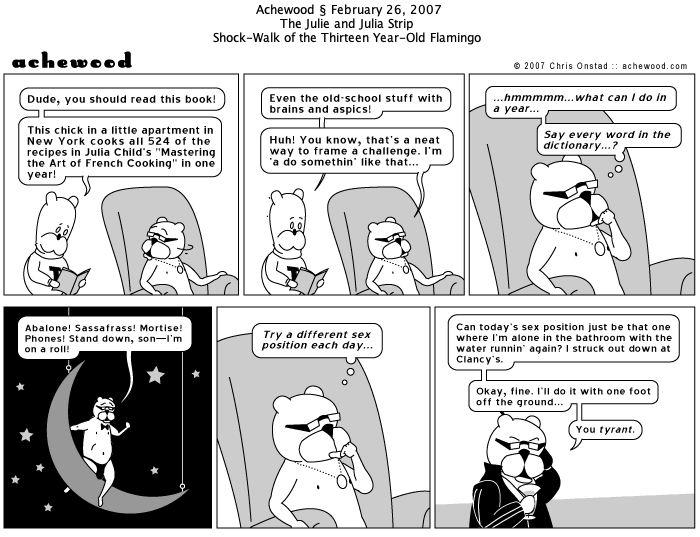 Achewood § February 26, 2007
The Julie and Julia Strip
Shock-Walk of the Thirteen Year-Old Flamingo
achewood
© 2007 Chris Onstad :: achewood.com
Dude, you should read this book!
This chick in a little apartment in
New York cooks all 524 of the
recipes in Julia Child's "Mastering
the Art of French Cooking" in one
year!
Even the old-school stuff with
brains and aspics!
Huh! You know, that's a neat
way to frame a challenge. I'm
'a do somethin' like that...
...hmmmmm...what can I do in
a year...
Say every word in the
dictionary...?
Abalone! Sassafrass! Mortise!
Phones! Stand down, son—I'm
on a roll!
Try a different sex
position each day...
Can today's sex position just be that one
where I'm alone in the bathroom with the
water runnin' again? I struck out down at
Clancy's.
Okay, fine. I'll do it with one foot
off the ground...
You tyrant.